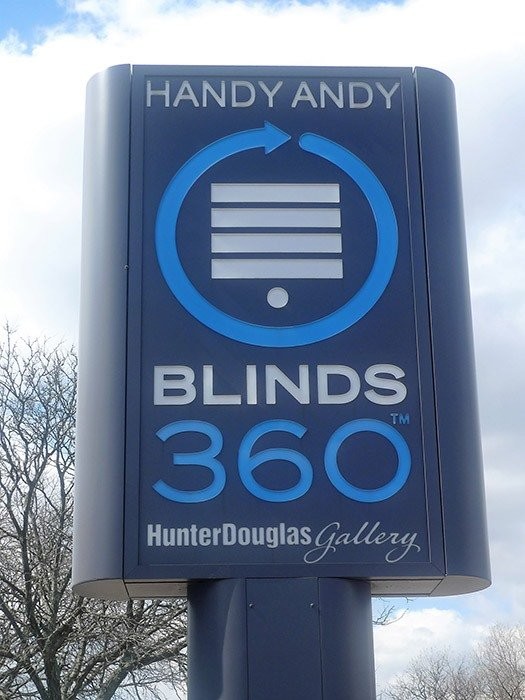 HANDY ANDY
BLINDS
360™
HunterDouglas Gallery